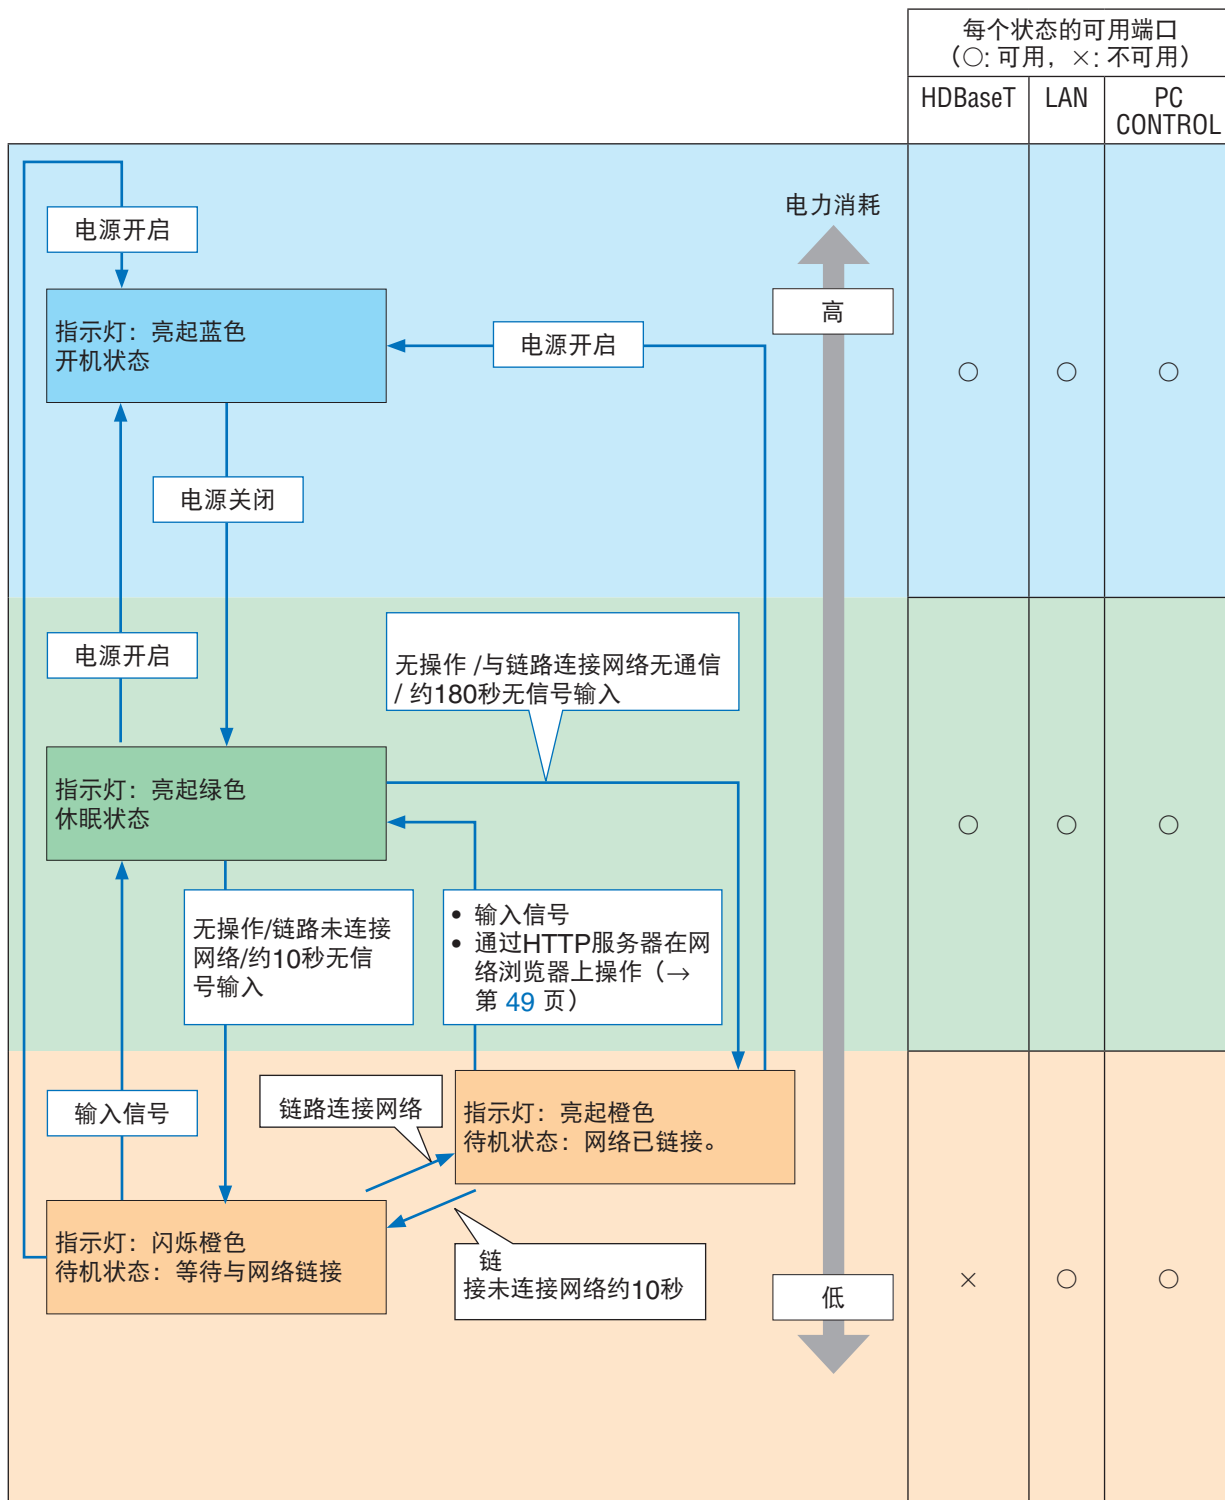 每个状态的可用端口
（○: 可用，×: 不可用）
HDBaseT
LAN
PC
CONTROL
电源开启
电力消耗
高
指示灯：亮起蓝色
开机状态
电源开启
○
○
○
电源关闭
电源开启
无操作 /与链路连接网络无通信
/ 约180秒无信号输入
指示灯：亮起绿色
休眠状态
○
○
○
无操作/链路未连接
网络/约10秒无信
号输入
• 输入信号
• 通过HTTP服务器在网
络浏览器上操作（→
第 49 页）
输入信号
链路连接网络
指示灯：亮起橙色
待机状态：网络已链接。
指示灯：闪烁橙色
待机状态：等待与网络链接
链
接未连接网络约10秒
低
×
○
○